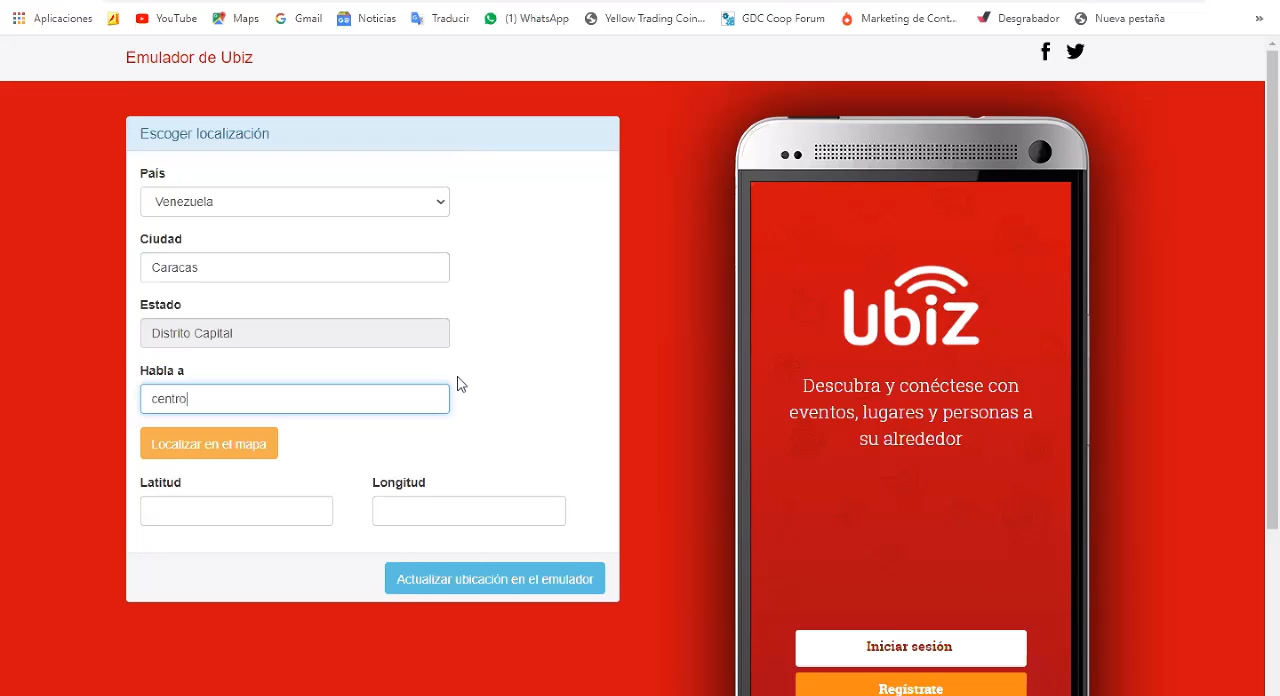 Aplicaciones YouTube Maps Gmail Noticias Traducir (1) WhatsApp Yellow Trading Coin... GDC Coop Forum Marketing de Cont... Desgrabador Nueva pestaña »
Emulador de Ubiz
Escoger localización
País
Venezuela
Ciudad
Caracas
Estado
Distrito Capital
Habla a
centro
Localizar en el mapa
Latitud Longitud
Actualizar ubicación en el emulador
Ubiz
Descubra y conéctese con
eventos, lugares y personas a
su alrededor
Iniciar sesión
Regístrate